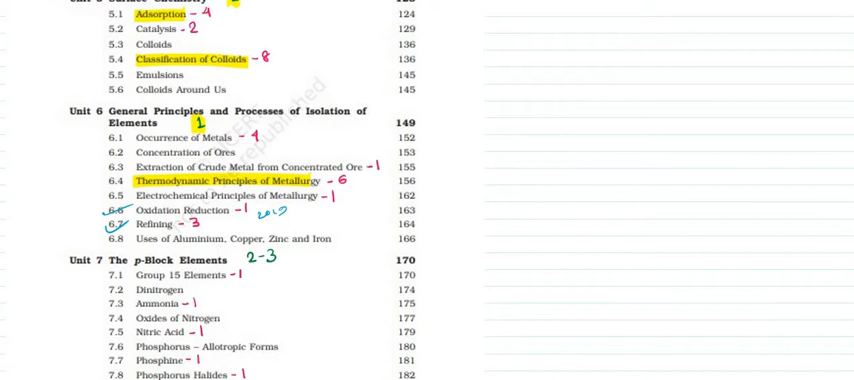 5.1 Adsorption - 4 124
5.2 Catalysis - 2 129
5.3 Colloids 136
5.4 Classification of Colloids - 8 136
5.5 Emulsions 145
5.6 Colloids Around Us 145
Unit 6 General Principles and Processes of Isolation of
Elements 1 149
6.1 Occurrence of Metals - 4 152
6.2 Concentration of Ores 153
6.3 Extraction of Crude Metal from Concentrated Ore - 1 155
6.4 Thermodynamic Principles of Metallurgy - 6 156
6.5 Electrochemical Principles of Metallurgy - 1 162
6.6 Oxidation Reduction - 1 2019 163
6.7 Refining - 3 164
6.8 Uses of Aluminium, Copper, Zinc and Iron 166
Unit 7 The p-Block Elements 2-3 170
7.1 Group 15 Elements - 1 170
7.2 Dinitrogen 174
7.3 Ammonia - 1 175
7.4 Oxides of Nitrogen 177
7.5 Nitric Acid - 1 179
7.6 Phosphorus – Allotropic Forms 180
7.7 Phosphine - 1 181
7.8 Phosphorus Halides - 1 182
republished